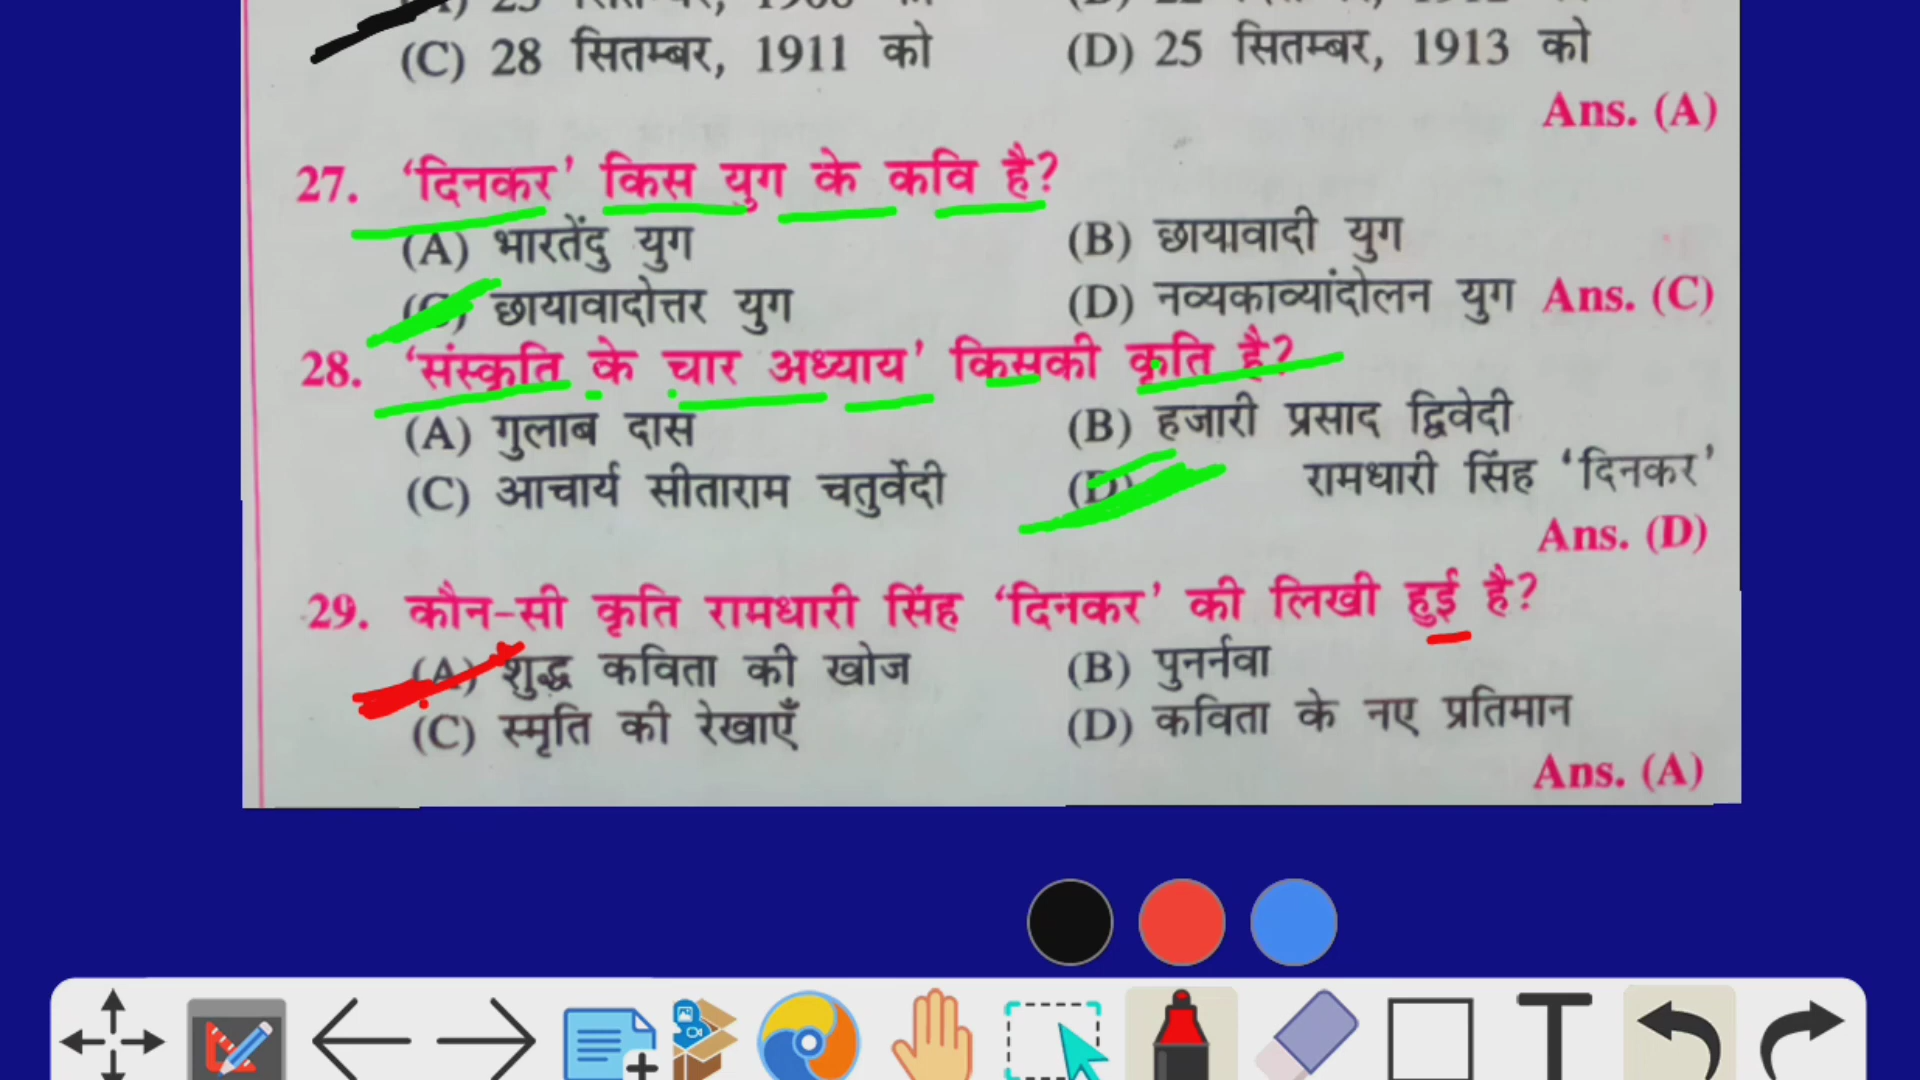 (C) 28 सितम्बर, 1911 को (D) 25 सितम्बर, 1913 को
Ans. (A)
27. ‘दिनकर’ किस युग के कवि है?
(A) भारतेंदु युग (B) छायावादी युग
(C) छायावादोत्तर युग (D) नव्यकाव्यांदोलन युग Ans. (C)
28. ‘संस्कृति के चार अध्याय’ किसकी कृति है?
(A) गुलाब दास (B) हजारी प्रसाद द्विवेदी
(C) आचार्य सीताराम चतुर्वेदी (D) रामधारी सिंह ‘दिनकर’
Ans. (D)
29. कौन-सी कृति रामधारी सिंह ‘दिनकर’ की लिखी हुई है?
(A) शुद्ध कविता की खोज (B) पुनर्नवा
(C) स्मृति की रेखाएँ (D) कविता के नए प्रतिमान
Ans. (A)